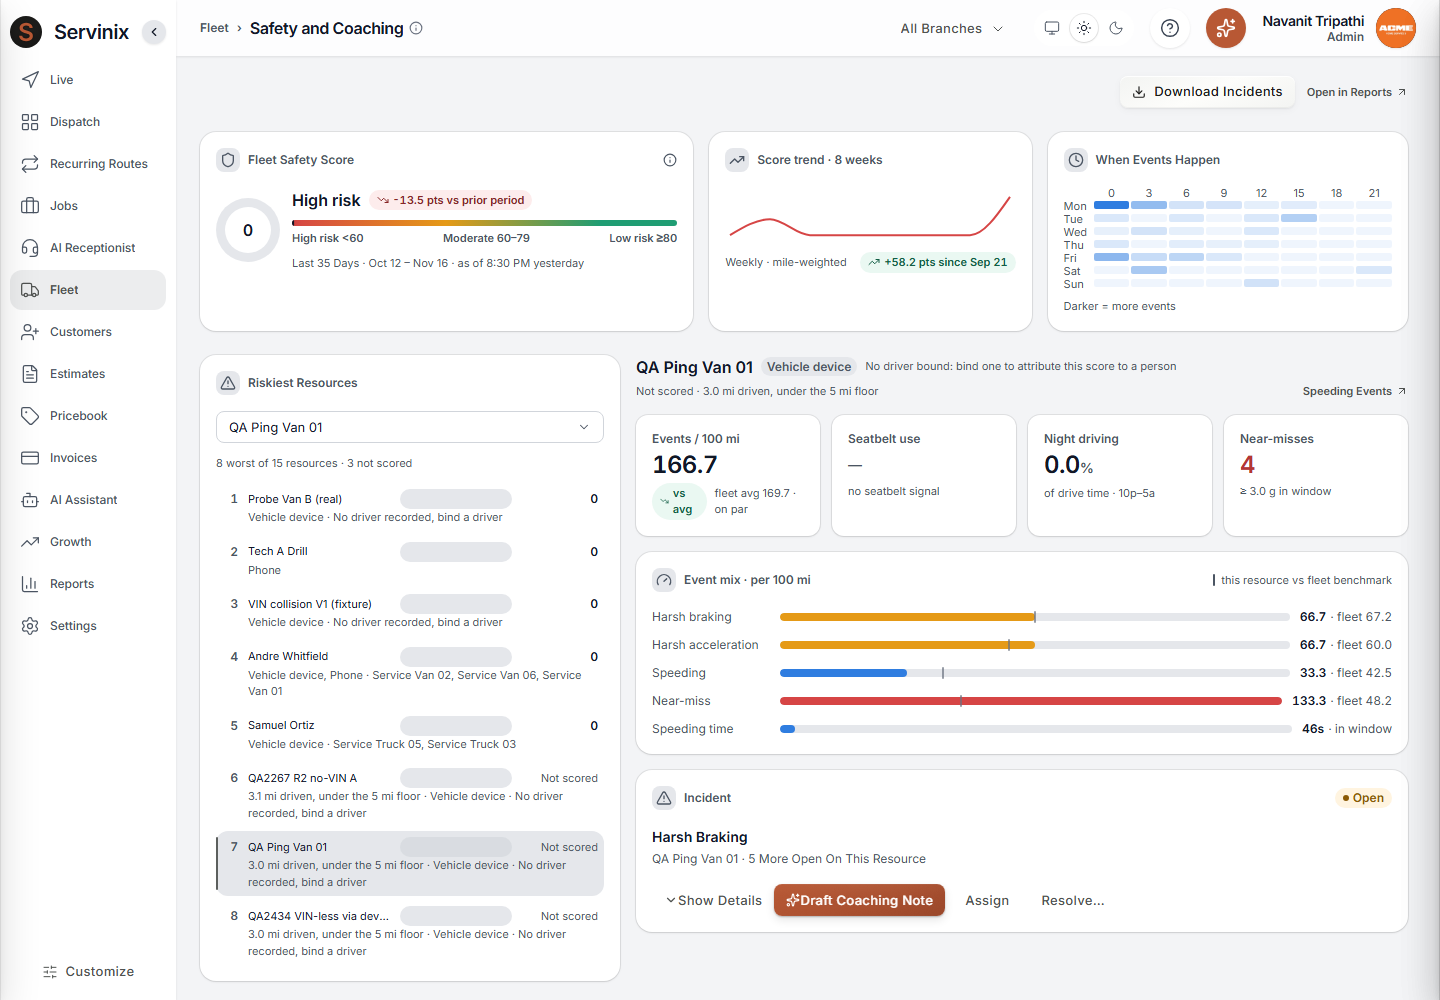 S Servinix
Live
Dispatch
Recurring Routes
Jobs
AI Receptionist
Fleet
Customers
Estimates
Pricebook
Invoices
AI Assistant
Growth
Reports
Settings
Customize
Fleet › Safety and Coaching
All Branches
Navanit Tripathi
Admin
ACME
Download Incidents
Open in Reports
Fleet Safety Score
0
High risk
-13.5 pts vs prior period
High risk <60
Moderate 60–79
Low risk ≥80
Last 35 Days · Oct 12 – Nov 16 · as of 8:30 PM yesterday
Score trend · 8 weeks
Weekly · mile-weighted
+58.2 pts since Sep 21
When Events Happen
0 3 6 9 12 15 18 21
Mon
Tue
Wed
Thu
Fri
Sat
Sun
Darker = more events
Riskiest Resources
QA Ping Van 01
8 worst of 15 resources · 3 not scored
1 Probe Van B (real) 0
Vehicle device · No driver recorded, bind a driver
2 Tech A Drill 0
Phone
3 VIN collision V1 (fixture) 0
Vehicle device · No driver recorded, bind a driver
4 Andre Whitfield 0
Vehicle device, Phone · Service Van 02, Service Van 06, Service
Van 01
5 Samuel Ortiz 0
Vehicle device · Service Truck 05, Service Truck 03
6 QA2267 R2 no-VIN A Not scored
3.1 mi driven, under the 5 mi floor · Vehicle device · No driver
recorded, bind a driver
7 QA Ping Van 01 Not scored
3.0 mi driven, under the 5 mi floor · Vehicle device · No driver
recorded, bind a driver
8 QA2434 VIN-less via dev... Not scored
3.0 mi driven, under the 5 mi floor · Vehicle device · No driver
recorded, bind a driver
QA Ping Van 01 Vehicle device No driver bound: bind one to attribute this score to a person
Not scored · 3.0 mi driven, under the 5 mi floor
Speeding Events
Events / 100 mi
166.7
vs
avg
fleet avg 169.7 ·
on par
Seatbelt use
—
no seatbelt signal
Night driving
0.0%
of drive time · 10p–5a
Near-misses
4
≥ 3.0 g in window
Event mix · per 100 mi
this resource vs fleet benchmark
Harsh braking 66.7 · fleet 67.2
Harsh acceleration 66.7 · fleet 60.0
Speeding 33.3 · fleet 42.5
Near-miss 133.3 · fleet 48.2
Speeding time 46s · in window
Incident
Open
Harsh Braking
QA Ping Van 01 · 5 More Open On This Resource
Show Details
Draft Coaching Note
Assign
Resolve...